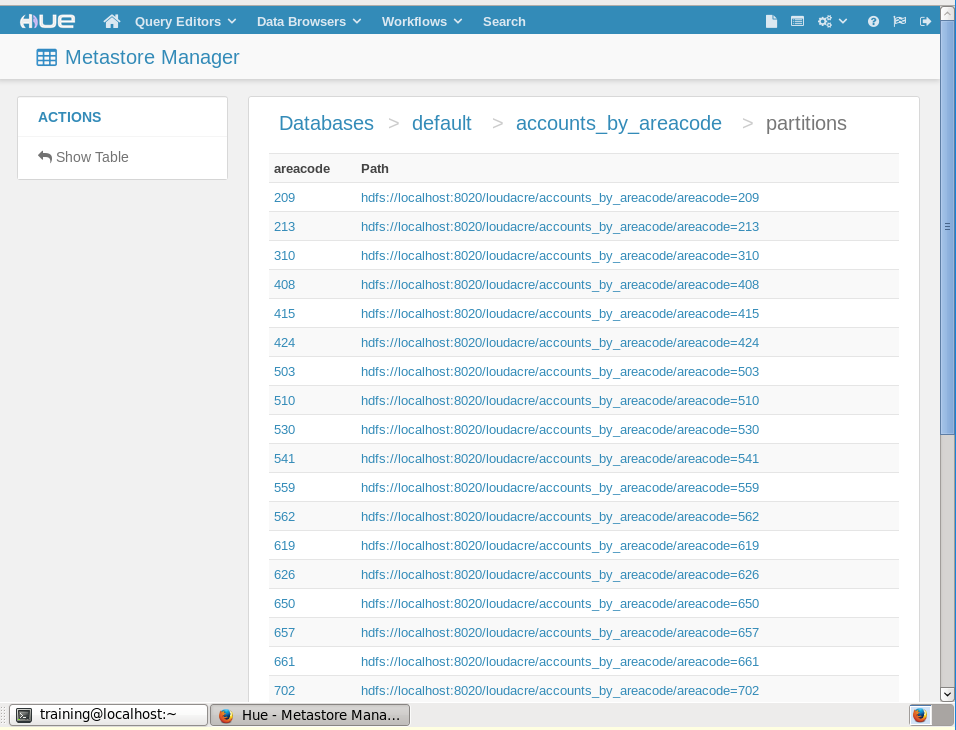 HUE Query Editors Data Browsers Workflows Search
Metastore Manager
ACTIONS
Show Table
Databases > default > accounts_by_areacode > partitions
areacode Path
209 hdfs://localhost:8020/loudacre/accounts_by_areacode/areacode=209
213 hdfs://localhost:8020/loudacre/accounts_by_areacode/areacode=213
310 hdfs://localhost:8020/loudacre/accounts_by_areacode/areacode=310
408 hdfs://localhost:8020/loudacre/accounts_by_areacode/areacode=408
415 hdfs://localhost:8020/loudacre/accounts_by_areacode/areacode=415
424 hdfs://localhost:8020/loudacre/accounts_by_areacode/areacode=424
503 hdfs://localhost:8020/loudacre/accounts_by_areacode/areacode=503
510 hdfs://localhost:8020/loudacre/accounts_by_areacode/areacode=510
530 hdfs://localhost:8020/loudacre/accounts_by_areacode/areacode=530
541 hdfs://localhost:8020/loudacre/accounts_by_areacode/areacode=541
559 hdfs://localhost:8020/loudacre/accounts_by_areacode/areacode=559
562 hdfs://localhost:8020/loudacre/accounts_by_areacode/areacode=562
619 hdfs://localhost:8020/loudacre/accounts_by_areacode/areacode=619
626 hdfs://localhost:8020/loudacre/accounts_by_areacode/areacode=626
650 hdfs://localhost:8020/loudacre/accounts_by_areacode/areacode=650
657 hdfs://localhost:8020/loudacre/accounts_by_areacode/areacode=657
661 hdfs://localhost:8020/loudacre/accounts_by_areacode/areacode=661
702 hdfs://localhost:8020/loudacre/accounts_by_areacode/areacode=702
training@localhost:~ Hue - Metastore Mana...